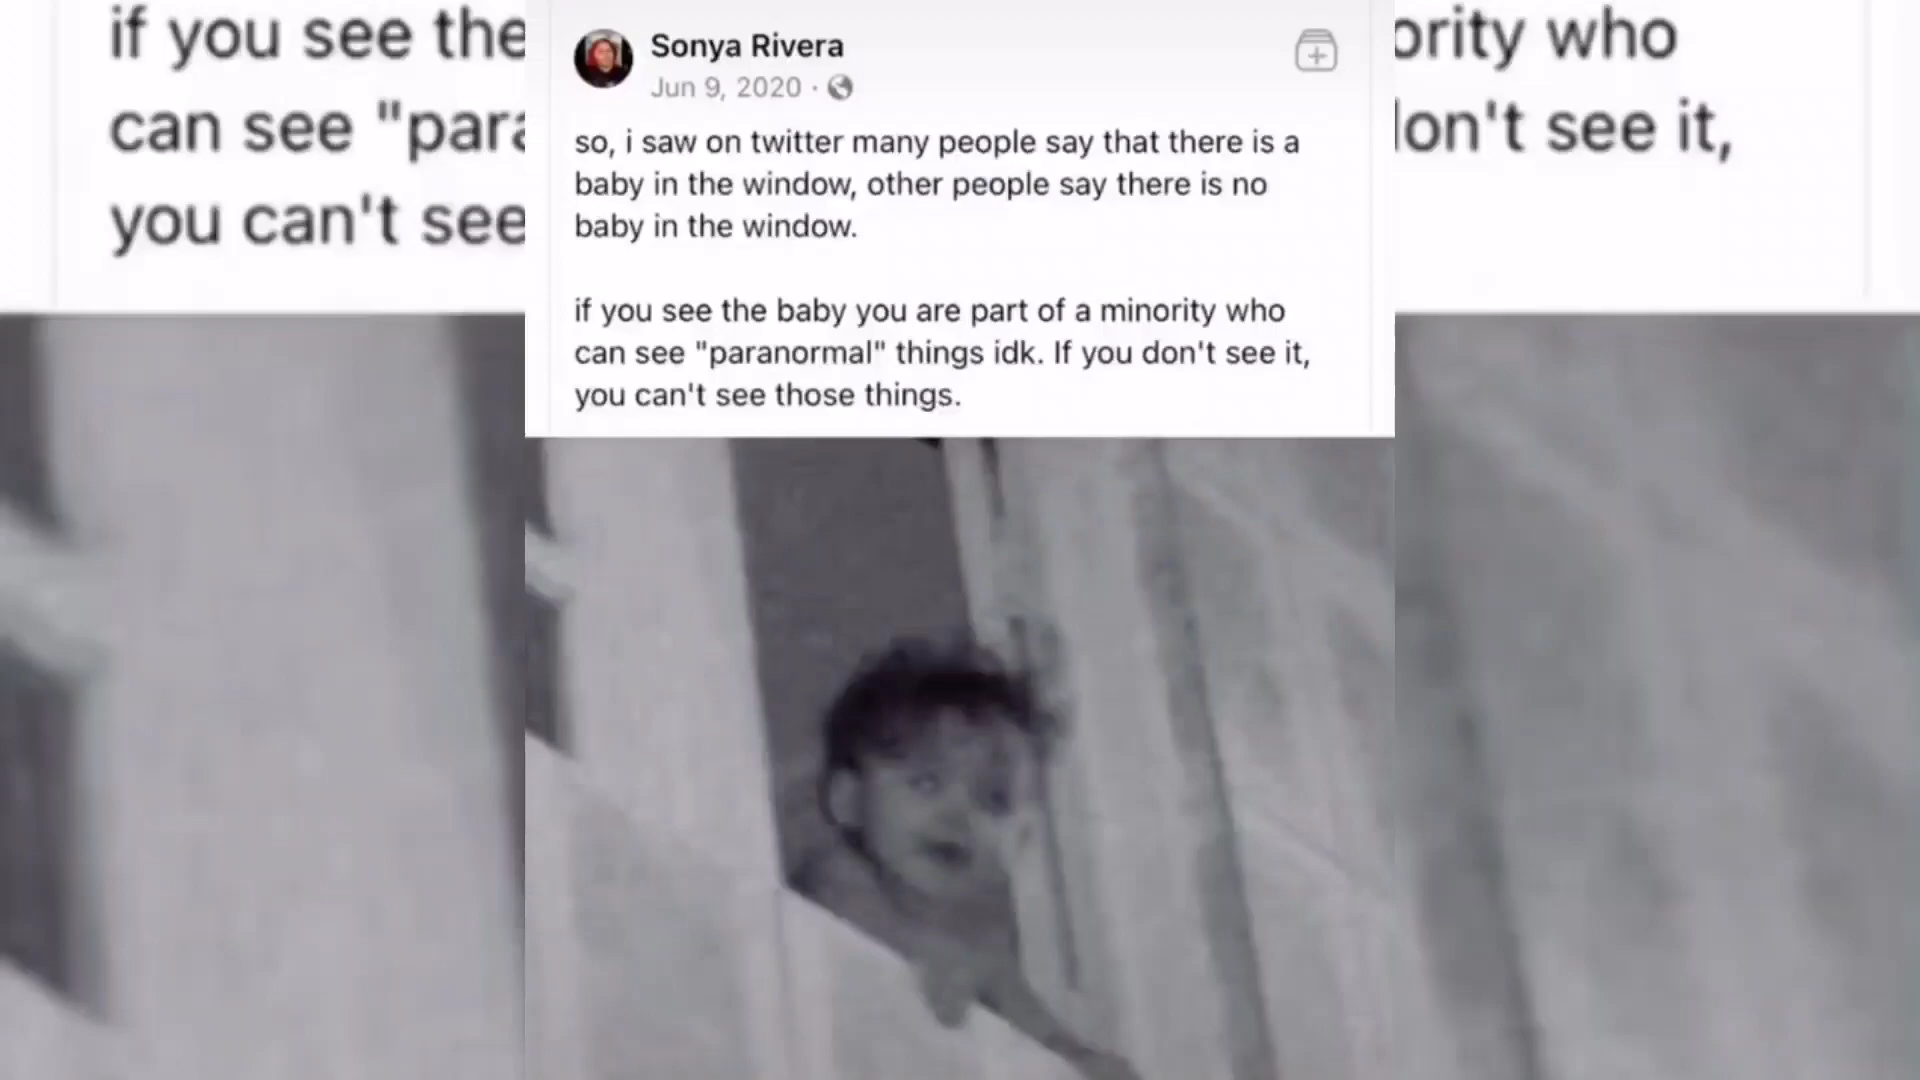 if you see the
can see "para
you can't see
Sonya Rivera
Jun 9, 2020 ·
so, i saw on twitter many people say that there is a
baby in the window, other people say there is no
baby in the window.
if you see the baby you are part of a minority who
can see "paranormal" things idk. If you don't see it,
you can't see those things.
ority who
on't see it,